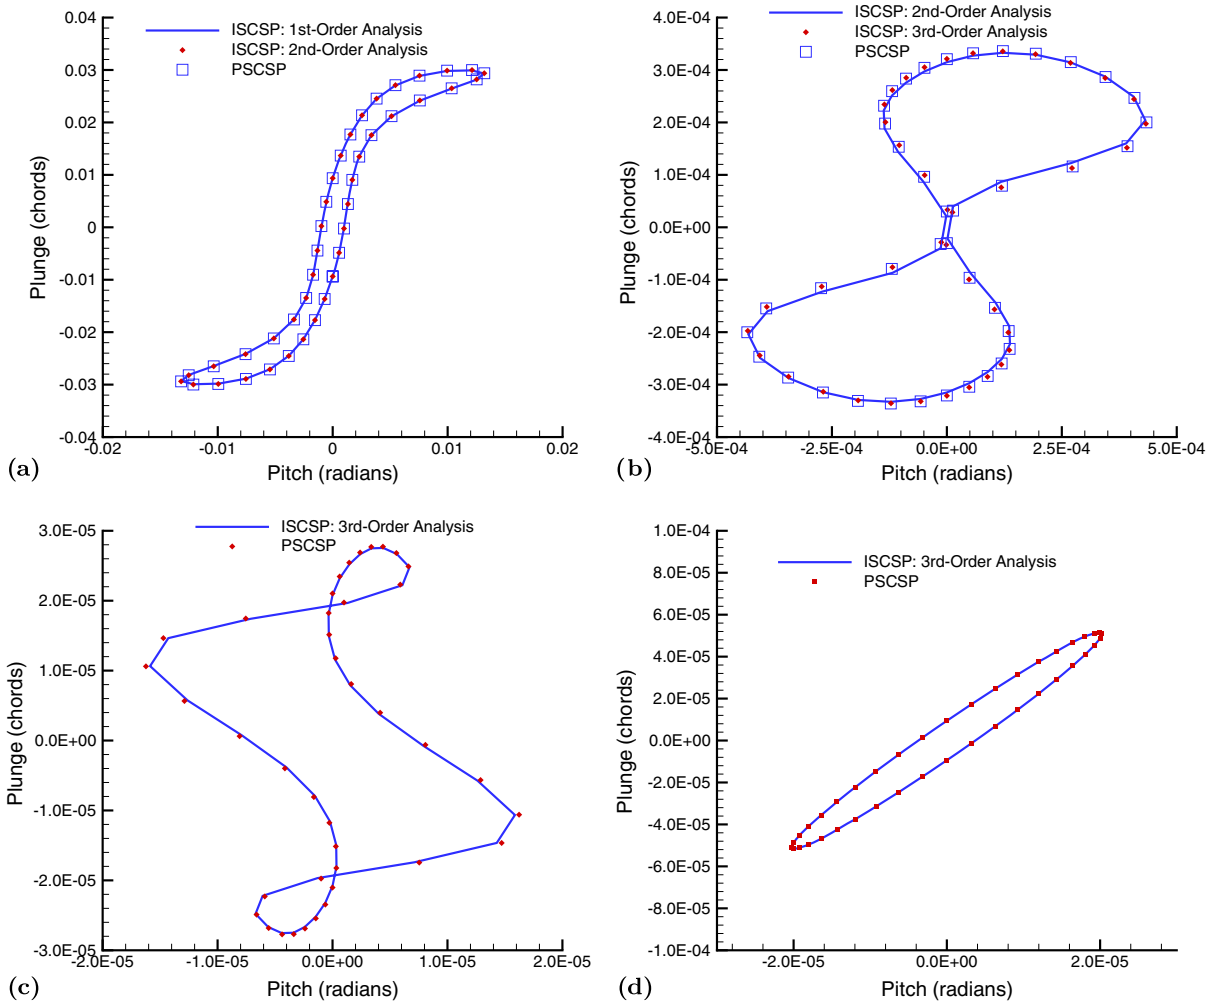 ISCSP: 1st-Order Analysis
ISCSP: 2nd-Order Analysis
PSCSP
0.04
0.03
0.02
0.01
0
-0.01
-0.02
-0.03
-0.04
-0.02
-0.01
0
0.01
0.02
Plunge (chords)
Pitch (radians)
(a)
ISCSP: 2nd-Order Analysis
ISCSP: 3rd-Order Analysis
PSCSP
4.0E-04
3.0E-04
2.0E-04
1.0E-04
0.0E+00
-1.0E-04
-2.0E-04
-3.0E-04
-4.0E-04
-5.0E-04
-2.5E-04
0.0E+00
2.5E-04
5.0E-04
Plunge (chords)
Pitch (radians)
(b)
ISCSP: 3rd-Order Analysis
PSCSP
3.0E-05
2.0E-05
1.0E-05
0.0E+00
-1.0E-05
-2.0E-05
-3.0E-05
-2.0E-05
-1.0E-05
0.0E+00
1.0E-05
2.0E-05
Plunge (chords)
Pitch (radians)
(c)
ISCSP: 3rd-Order Analysis
PSCSP
1.0E-04
8.0E-05
6.0E-05
4.0E-05
2.0E-05
0.0E+00
-2.0E-05
-4.0E-05
-6.0E-05
-8.0E-05
-1.0E-04
-2.0E-05
0.0E+00
2.0E-05
Plunge (chords)
Pitch (radians)
(d)